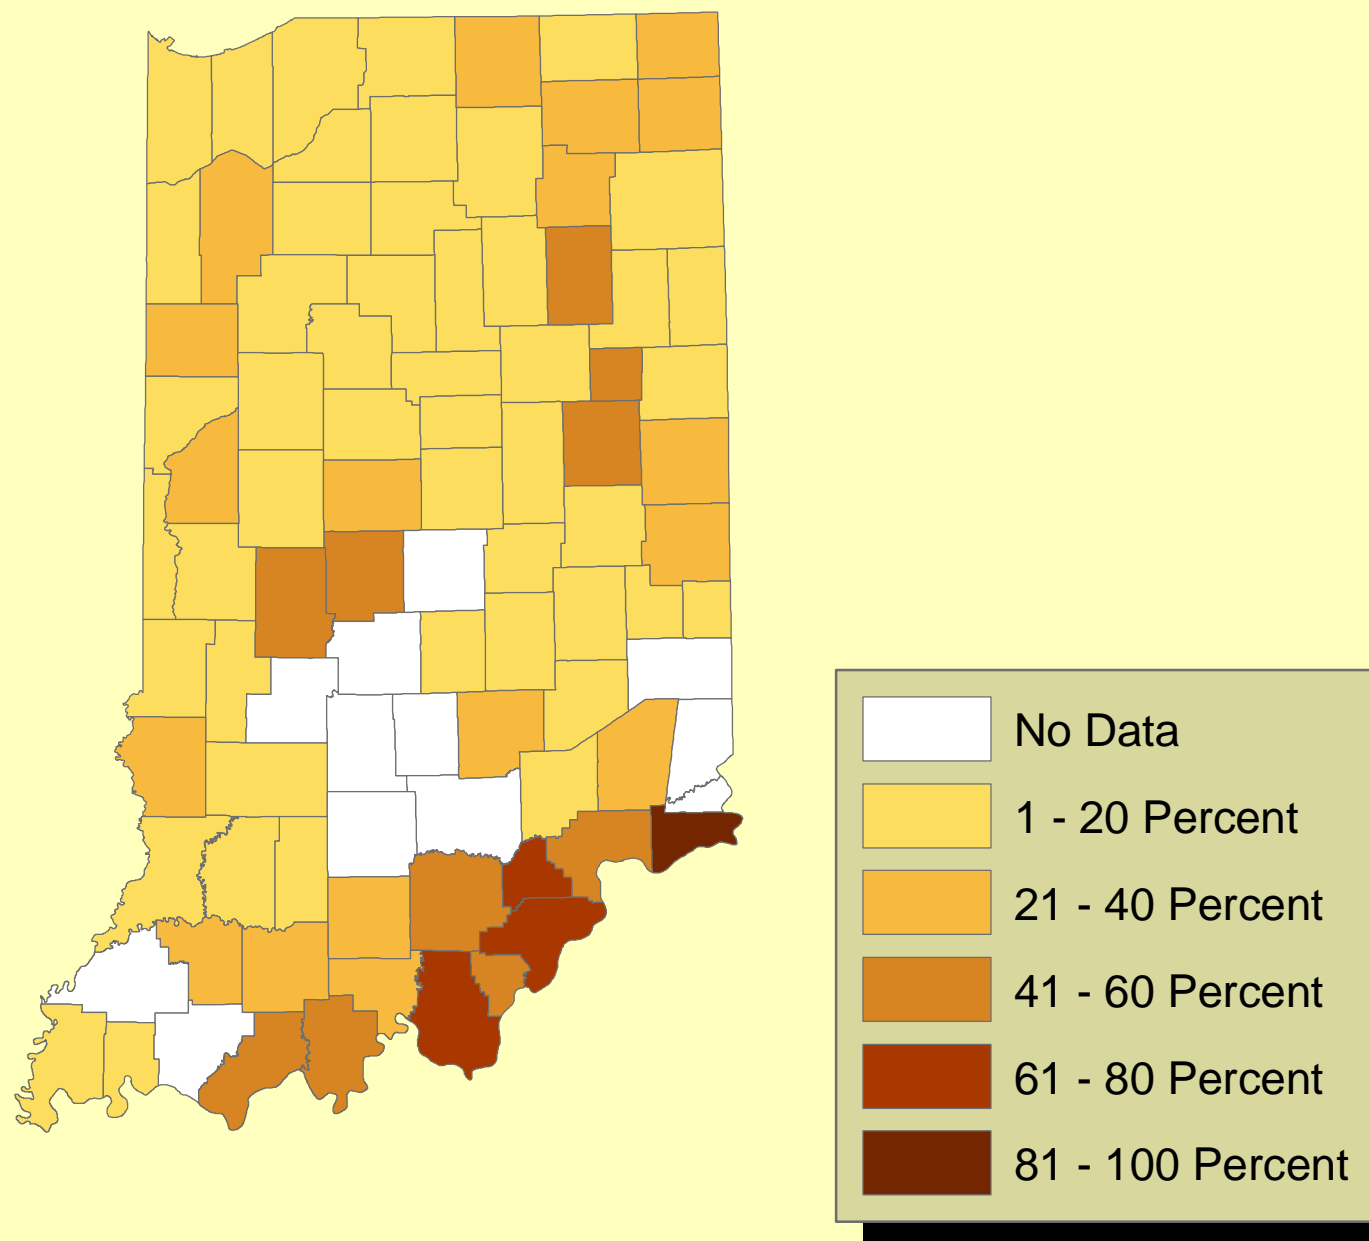 No Data
1 - 20 Percent
21 - 40 Percent
41 - 60 Percent
61 - 80 Percent
81 - 100 Percent